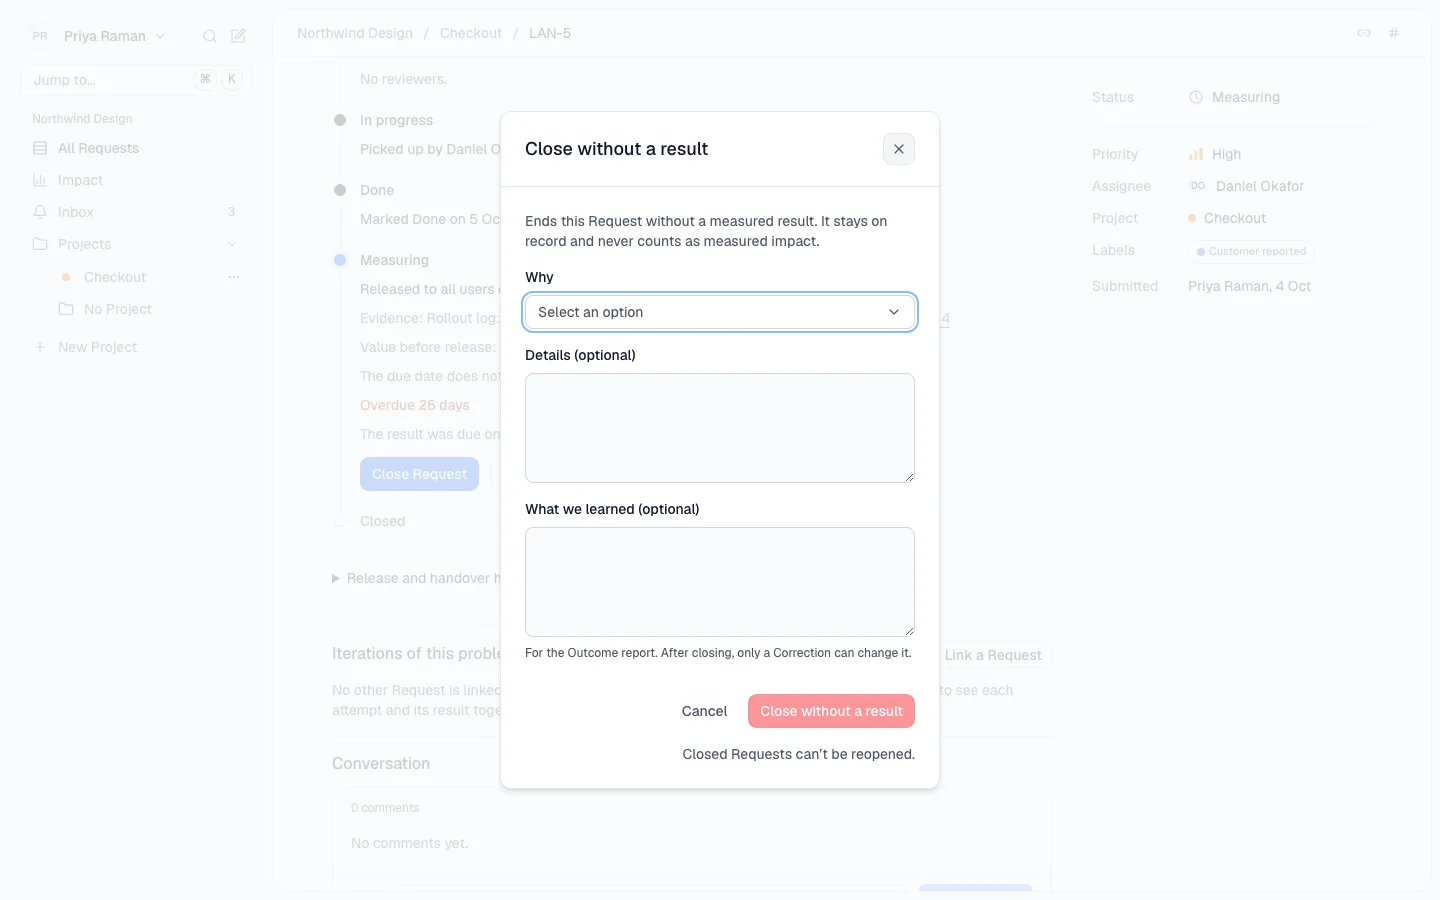 PR Priya Raman
Jump to... ⌘ K
Northwind Design
All Requests
Impact
Inbox 3
Projects
Checkout ...
No Project
New Project
Northwind Design / Checkout / LAN-5 #
No reviewers.
In progress
Picked up by Daniel O
Done
Marked Done on 5 Oc
Measuring
Released to all users
Evidence: Rollout log: 4
Value before release:
The due date does not
Overdue 26 days
The result was due on
Close Request
Closed
Release and handover h
Iterations of this proble
Link a Request
No other Request is linked to see each
attempt and its result toge
Conversation
0 comments
No comments yet.
Close without a result
Ends this Request without a measured result. It stays on
record and never counts as measured impact.
Why
Select an option
Details (optional)
What we learned (optional)
For the Outcome report. After closing, only a Correction can change it.
Cancel
Close without a result
Closed Requests can't be reopened.
Status Measuring
Priority High
Assignee DO Daniel Okafor
Project Checkout
Labels Customer reported
Submitted Priya Raman, 4 Oct